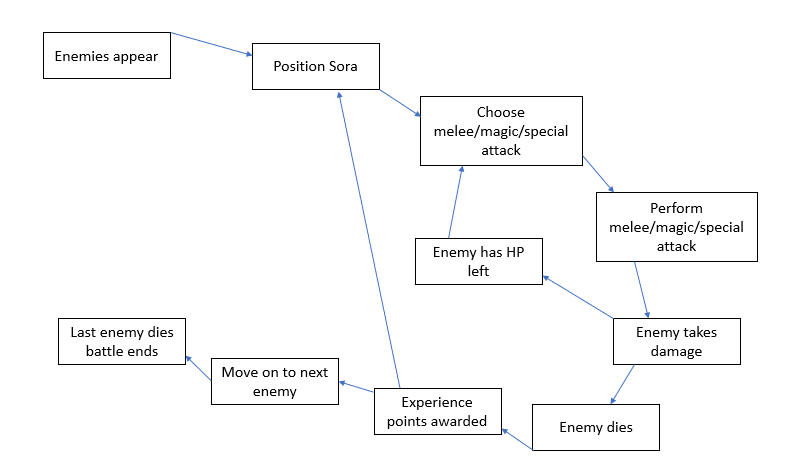 Enemies appear
Position Sora
Choose
melee/magic/special
attack
Perform
melee/magic/special
attack
Enemy has HP
left
Enemy takes
damage
Last enemy dies
battle ends
Move on to next
enemy
Experience
points awarded
Enemy dies